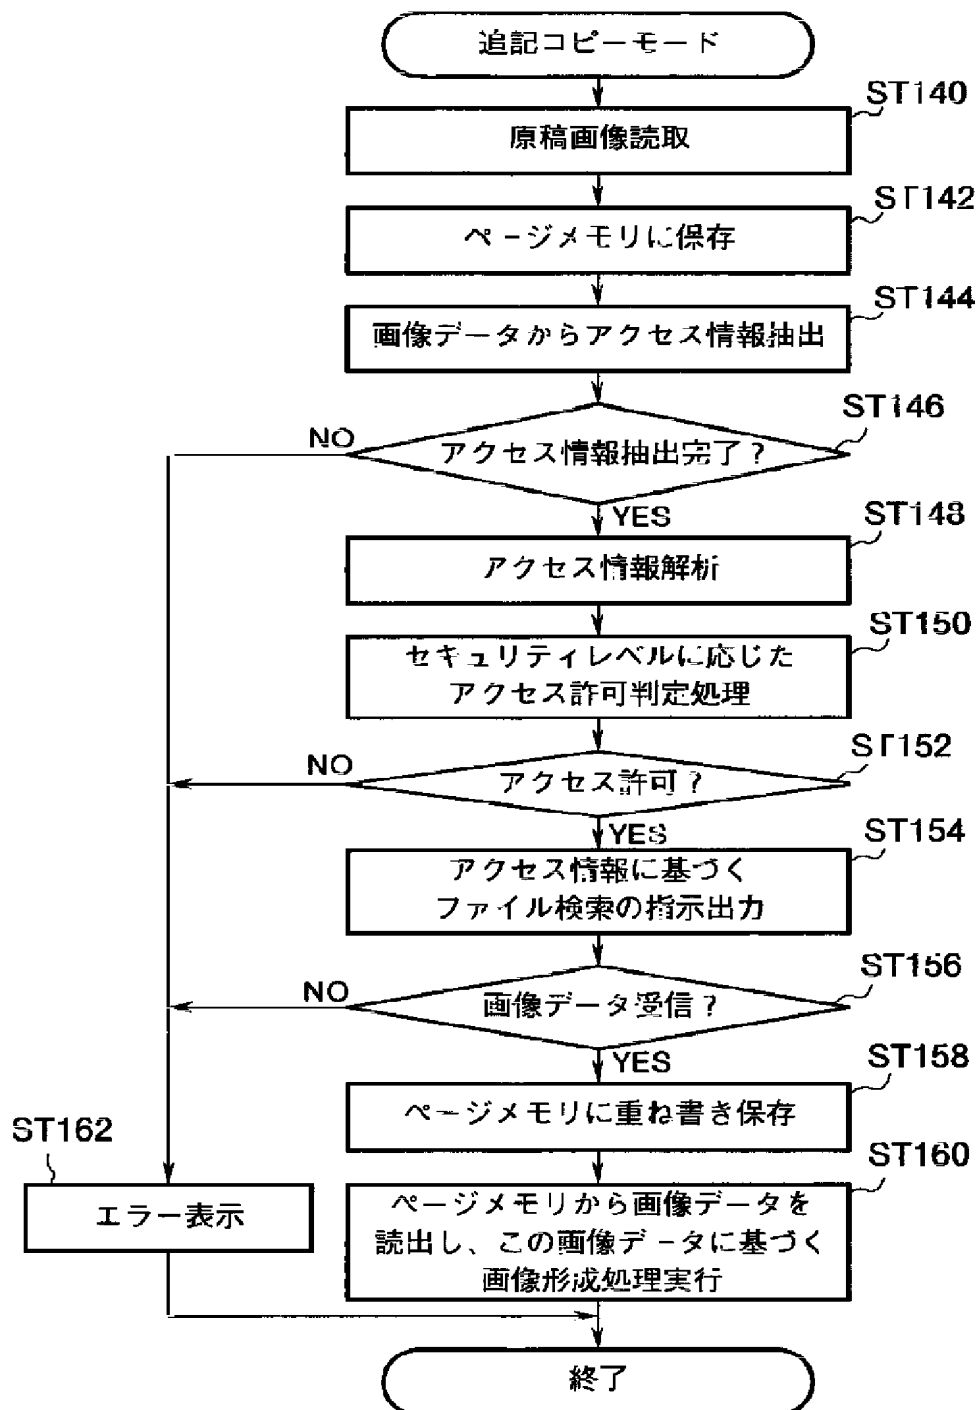 追記コピーモード
ST140
原稿画像読取
ST142
ページメモリに保存
ST144
画像データからアクセス情報抽出
ST146
NO
アクセス情報抽出完了？
YES
ST148
アクセス情報解析
ST150
セキュリティレベルに応じた
アクセス許可判定処理
ST152
NO
アクセス許可？
YES
ST154
アクセス情報に基づく
ファイル検索の指示出力
ST156
NO
画像データ受信？
YES
ST158
ページメモリに重ね書き保存
ST162
エラー表示
ST160
ページメモリから画像データを
読出し、この画像データに基づく
画像形成処理実行
終了